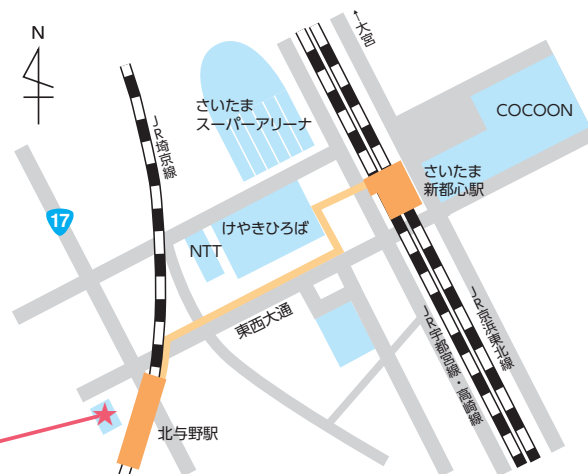 N
↑大宮
さいたま
スーパーアリーナ
COCOON
JR埼京線
さいたま
新都心駅
17
けやきひろば
NTT
東西大通
JR宇都宮線・高崎線
JR京浜東北線
北与野駅